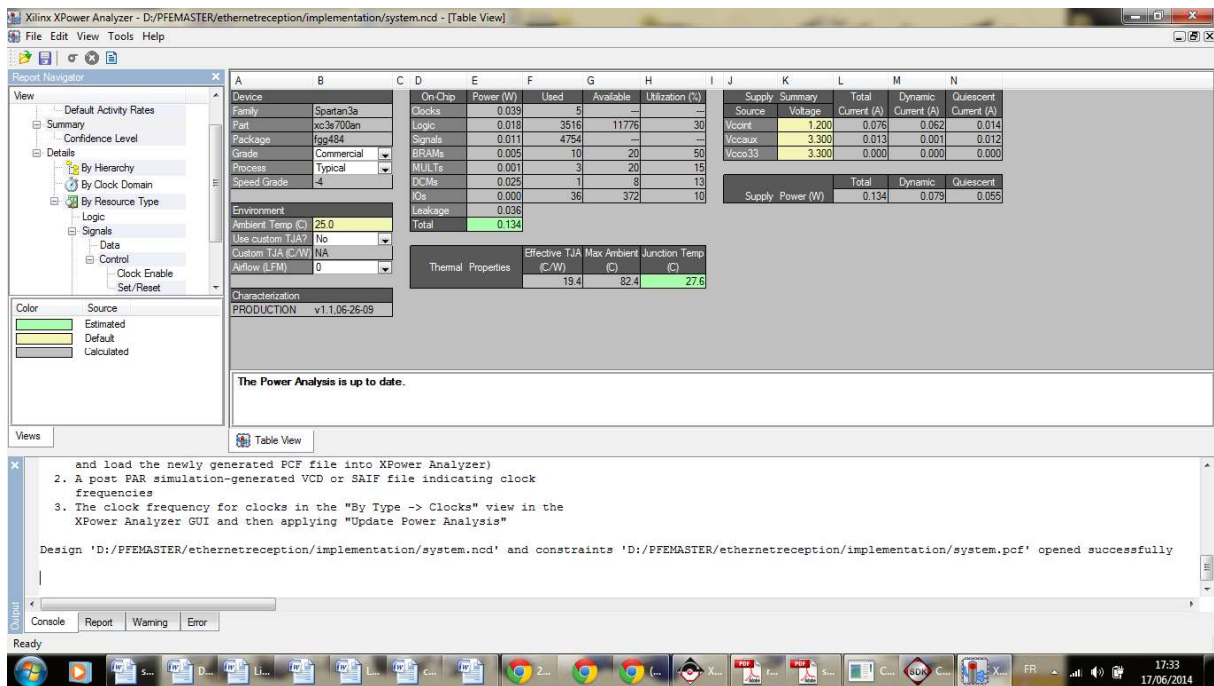 Xilinx XPower Analyzer - D:/PFEMASTER/ethernetreception/implementation/system.ncd - [Table View]
File Edit View Tools Help
Report Navigator
View
Default Activity Rates
Summary
Confidence Level
Details
By Hierarchy
By Clock Domain
By Resource Type
Logic
Signals
Data
Control
Clock Enable
Set/Reset
Color Source
Estimated
Default
Calculated
Views
A B C D E F G H I J K L M N
Device
Family Spartan3a
Part xc3s700an
Package fgg484
Grade Commercial
Process Typical
Speed Grade -4
Environment
Ambient Temp (C) 25.0
Use custom TJA? No
Custom TJA (C/W) NA
Airflow (LFM) 0
Characterization
PRODUCTION v1.1,06-26-09
On-Chip Power (W) Used Available Utilization (%)
Clocks 0.039 5 --- ---
Logic 0.018 3516 11776 30
Signals 0.011 4754 --- ---
BRAMs 0.005 10 20 50
MULTs 0.001 3 20 15
DCMs 0.025 1 8 13
IOs 0.000 36 372 10
Leakage 0.036
Total 0.134
Effective TJA Max Ambient Junction Temp
Thermal Properties (C/W) (C) (C)
19.4 82.4 27.6
Supply Summary Total Dynamic Quiescent
Source Voltage Current (A) Current (A) Current (A)
Vccint 1.200 0.076 0.062 0.014
Vccaux 3.300 0.013 0.001 0.012
Vcco33 3.300 0.000 0.000 0.000
Total Dynamic Quiescent
Supply Power (W) 0.134 0.079 0.055
The Power Analysis is up to date.
Table View
and load the newly generated PCF file into XPower Analyzer)
2. A post PAR simulation-generated VCD or SAIF file indicating clock
frequencies
3. The clock frequency for clocks in the "By Type -> Clocks" view in the
XPower Analyzer GUI and then applying "Update Power Analysis"
Design 'D:/PFEMASTER/ethernetreception/implementation/system.ncd' and constraints 'D:/PFEMASTER/ethernetreception/implementation/system.pcf' opened successfully
Output
Console Report Warning Error
Ready
s... D... Li... L... c... 2... (... X... r... s... C... C... X... FR 17:33
17/06/2014